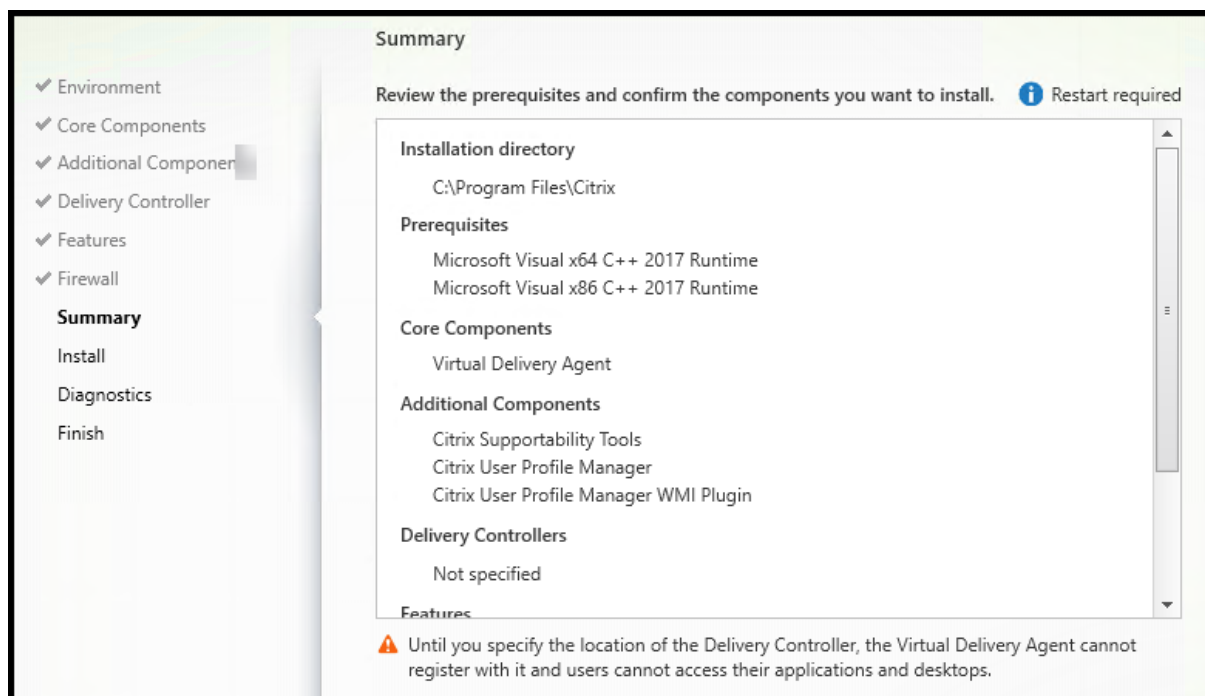 Summary
Environment
Core Components
Additional
Delivery Controller
Features
Firewall
Summary
Install
Diagnostics
Finish
Review the prerequisites and confirm the components you want to install.
Restart required
Installation directory
C:\Program Files\Citrix
Prerequisites
Microsoft Visual x64 C++ 2017 Runtime
Microsoft Visual x86 C++ 2017 Runtime
Core Components
Virtual Delivery Agent
Additional Components
Citrix Supportability Tools
Citrix User Profile Manager
Citrix User Profile Manager WMI Plugin
Delivery Controllers
Not specified
Features
Until you specify the location of the Delivery Controller, the Virtual Delivery Agent cannot
register with it and users cannot access their applications and desktops.